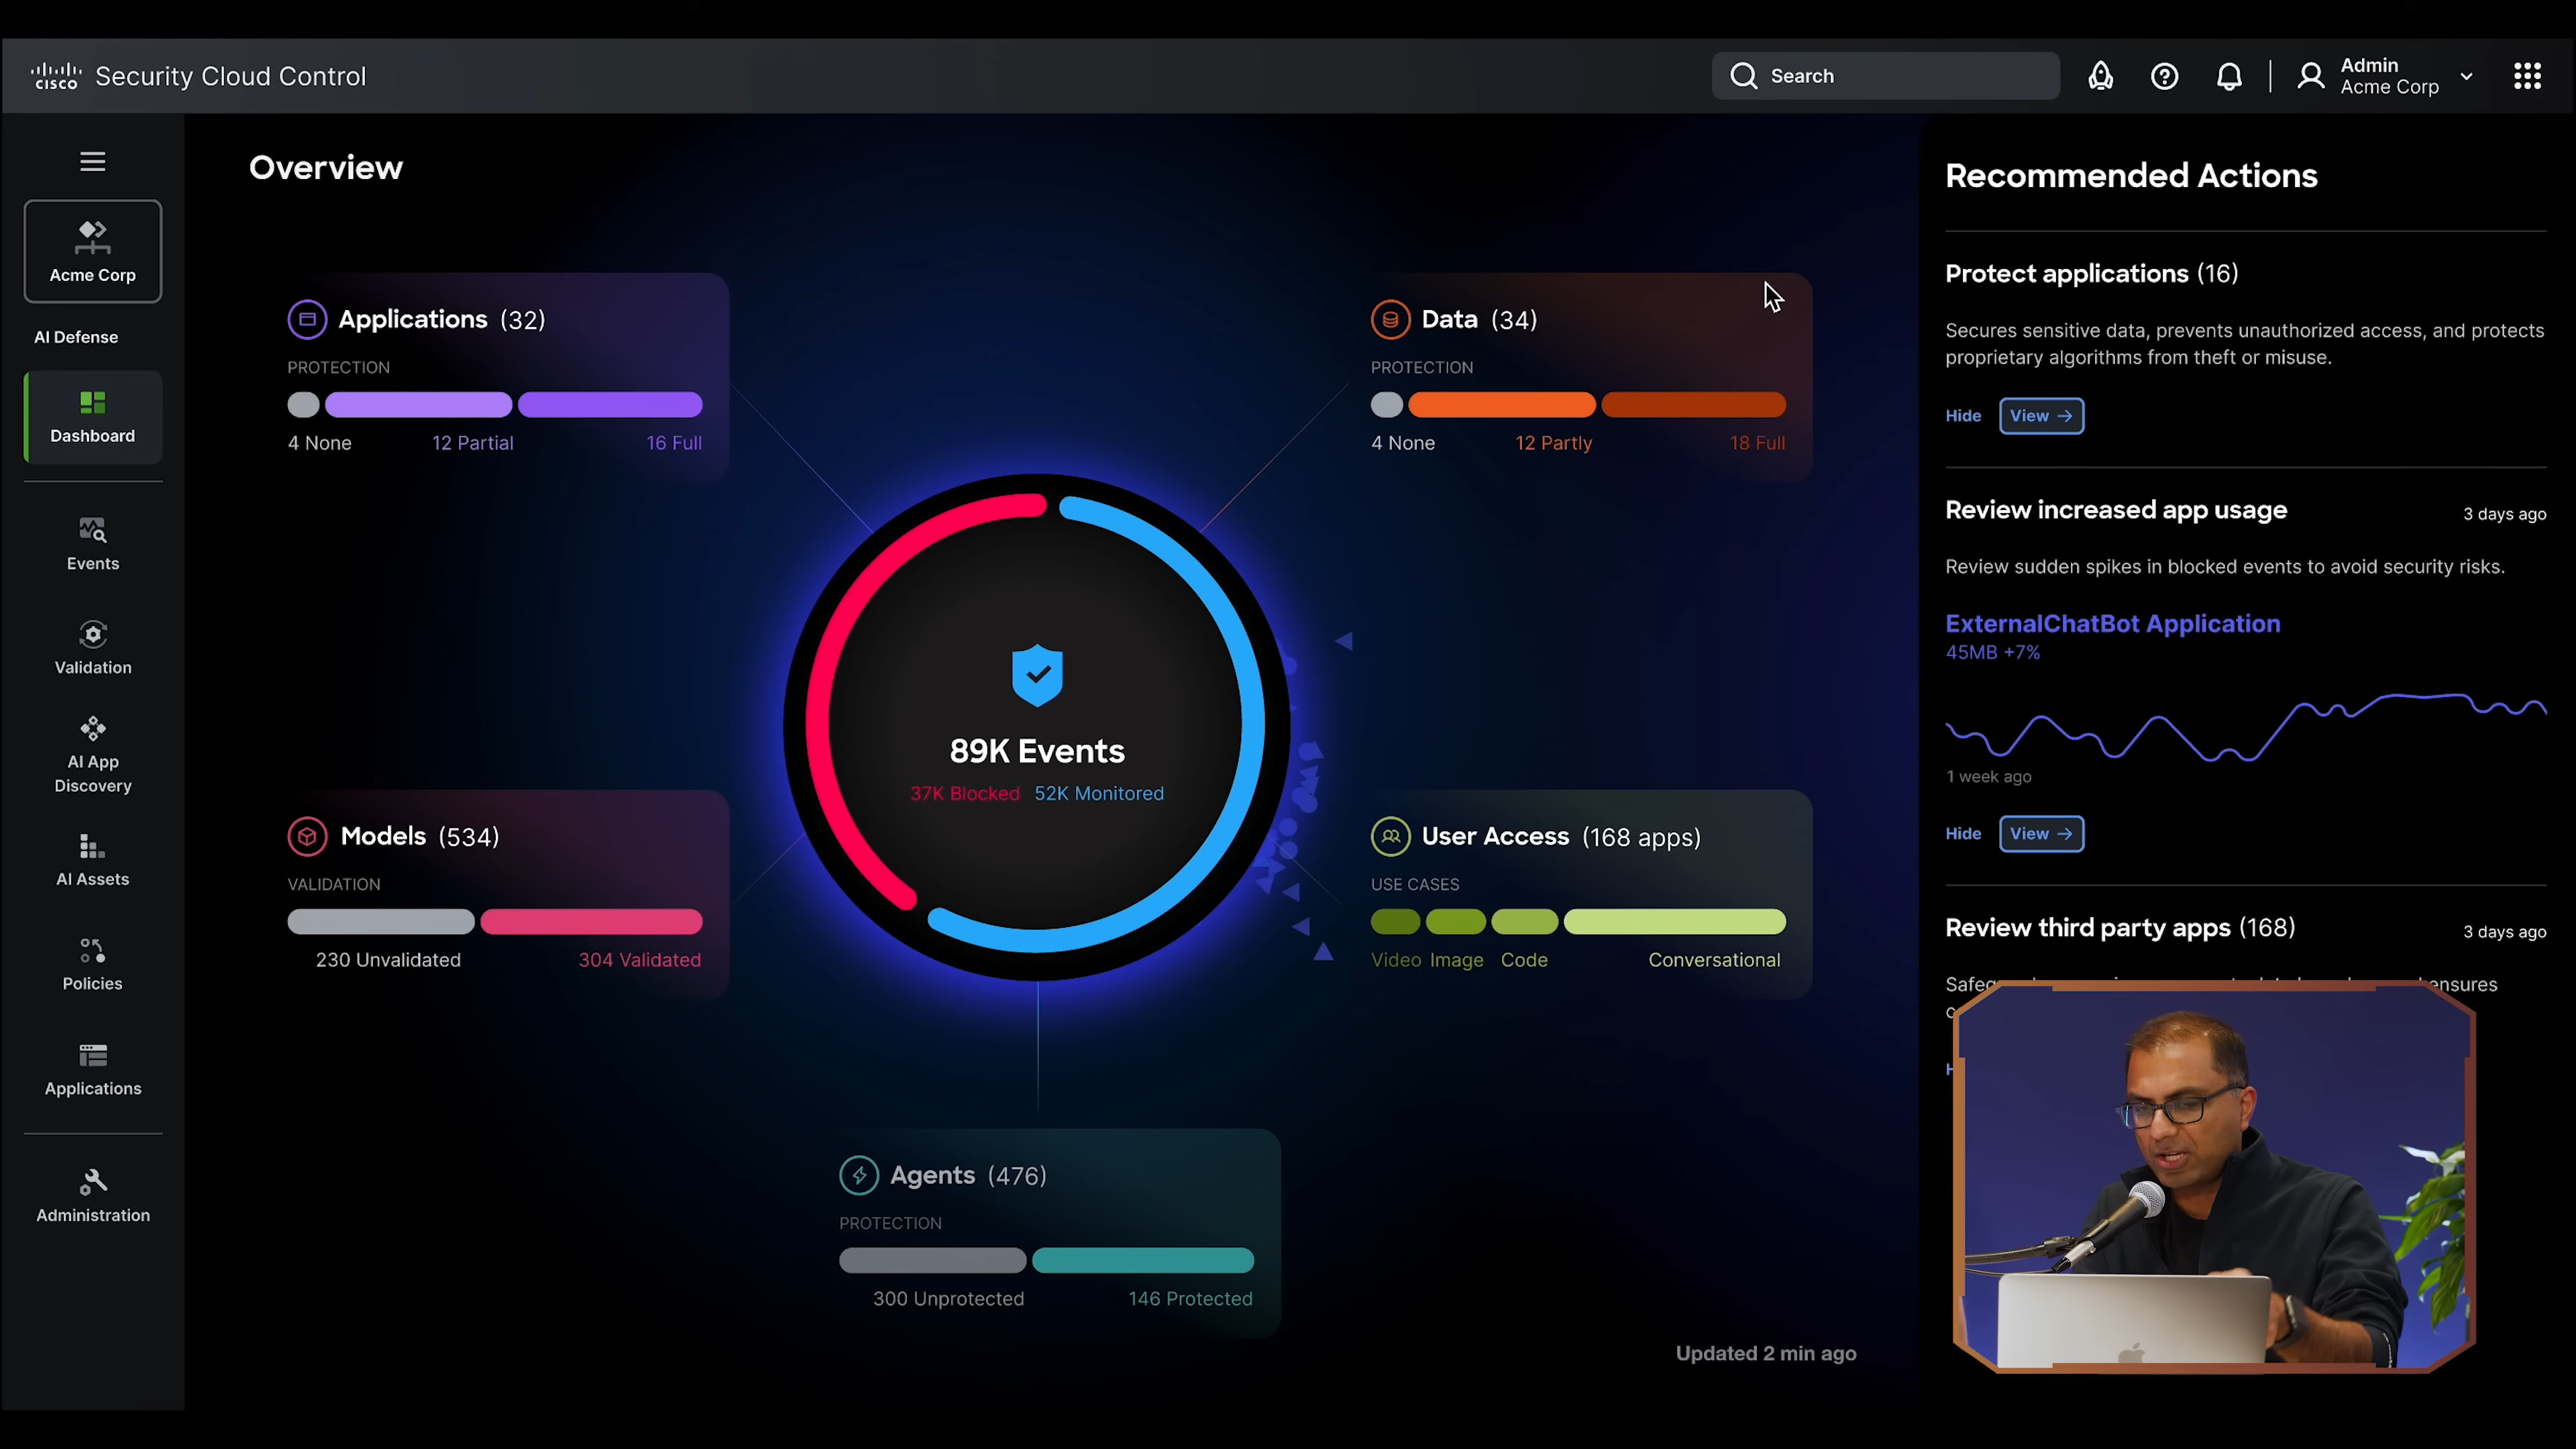 CISCO Security Cloud Control
Search
Admin
Acme Corp
Acme Corp
AI Defense
Dashboard
Events
Validation
AI App
Discovery
AI Assets
Policies
Applications
Administration
Overview
Applications (32)
PROTECTION
4 None 12 Partial 16 Full
Data (34)
PROTECTION
4 None 12 Partly 18 Full
89K Events
37K Blocked 52K Monitored
Models (534)
VALIDATION
230 Unvalidated 304 Validated
User Access (168 apps)
USE CASES
Video Image Code Conversational
Agents (476)
PROTECTION
300 Unprotected 146 Protected
Updated 2 min ago
Recommended Actions
Protect applications (16)
Secures sensitive data, prevents unauthorized access, and protects
proprietary algorithms from theft or misuse.
Hide View →
Review increased app usage 3 days ago
Review sudden spikes in blocked events to avoid security risks.
ExternalChatBot Application
45MB +7%
1 week ago
Hide View →
Review third party apps (168) 3 days ago
ensures